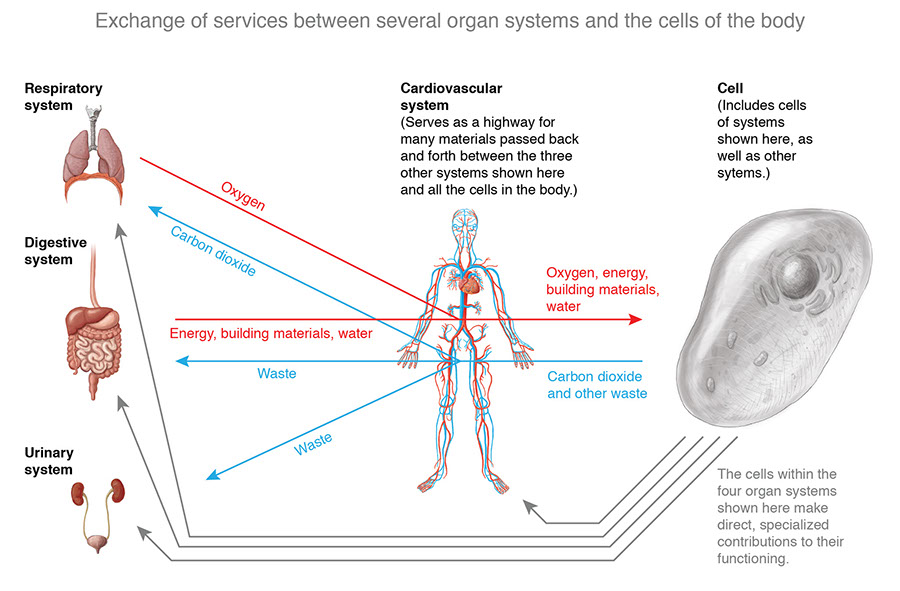 Exchange of services between several organ systems and the cells of the body
Respiratory
system
Cardiovascular
system
(Serves as a highway for
many materials passed back
and forth between the three
other systems shown here
and all the cells in the body.)
Cell
(Includes cells
of systems
shown here, as
well as other
sytems.)
Oxygen
Carbon dioxide
Digestive
system
Oxygen, energy,
building materials,
water
Energy, building materials, water
Waste
Carbon dioxide
and other waste
Waste
Urinary
system
The cells within the
four organ systems
shown here make
direct, specialized
contributions to their
functioning.